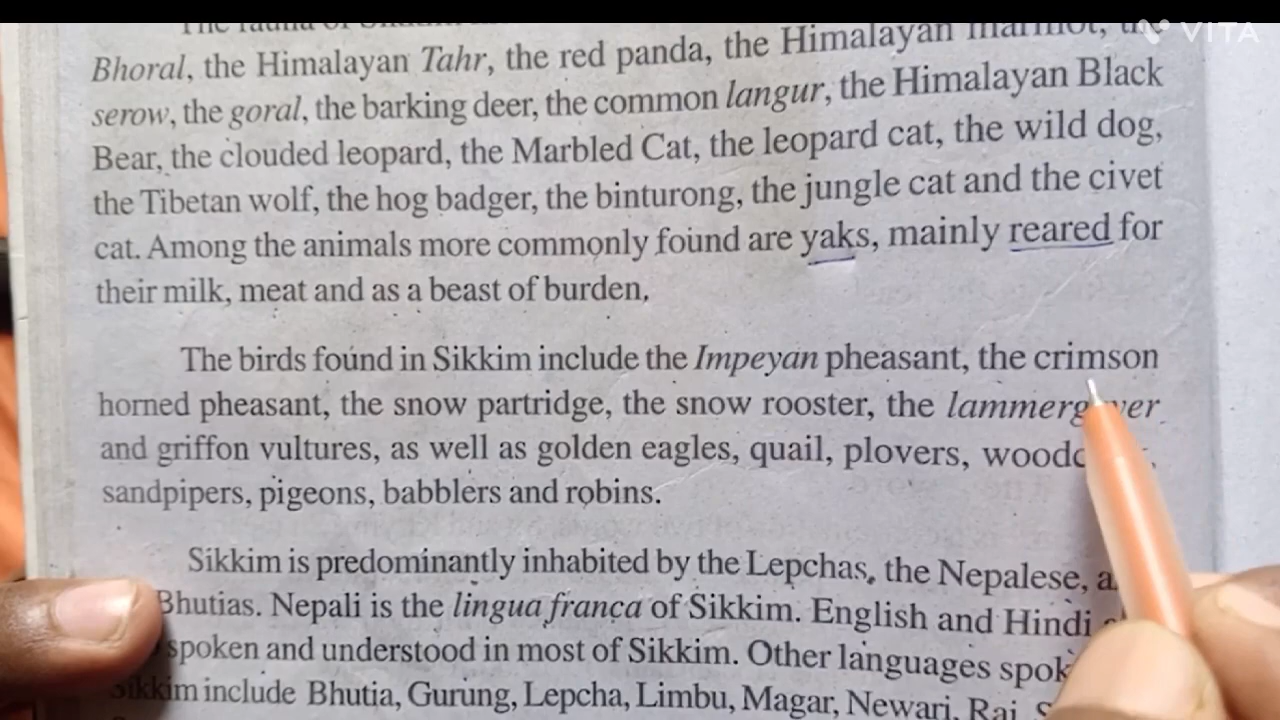 VITA
The fauna of Sikkim
Bhoral, the Himalayan Tahr, the red panda, the Himalayan marmot,
serow, the goral, the barking deer, the common langur, the Himalayan Black
Bear, the clouded leopard, the Marbled Cat, the leopard cat, the wild dog,
the Tibetan wolf, the hog badger, the binturong, the jungle cat and the civet
cat. Among the animals more commonly found are yaks, mainly reared for
their milk, meat and as a beast of burden,
The birds found in Sikkim include the Impeyan pheasant, the crimson
horned pheasant, the snow partridge, the snow rooster, the
and griffon vultures, as well as golden eagles, quail, plovers,
sandpipers, pigeons, babblers and robins.
Sikkim is predominantly inhabited by the Lepchas, the Nepalese,
Bhutias. Nepali is the lingua franca of Sikkim. English and Hindi
spoken and understood in most of Sikkim. Other languages
Sikkim include Bhutia, Gurung, Lepcha, Limbu, Magar, Newari, Rai,